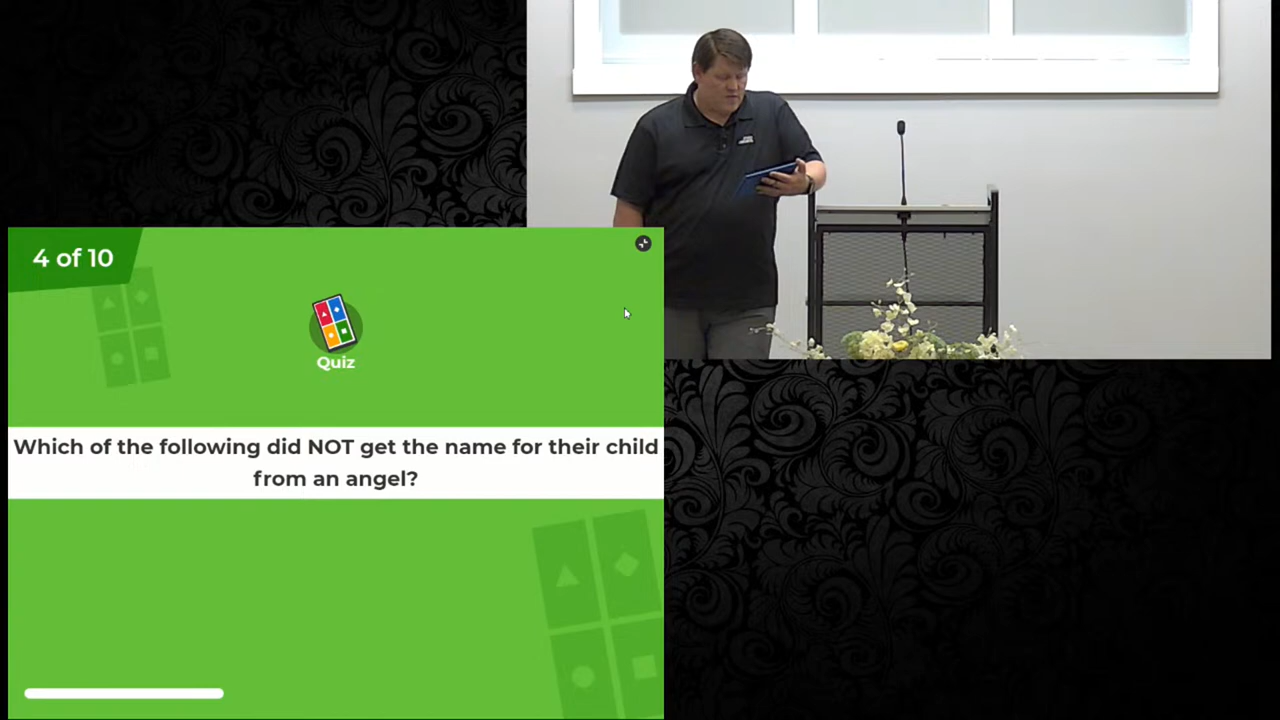 4 of 10
Quiz
Which of the following did NOT get the name for their child
from an angel?